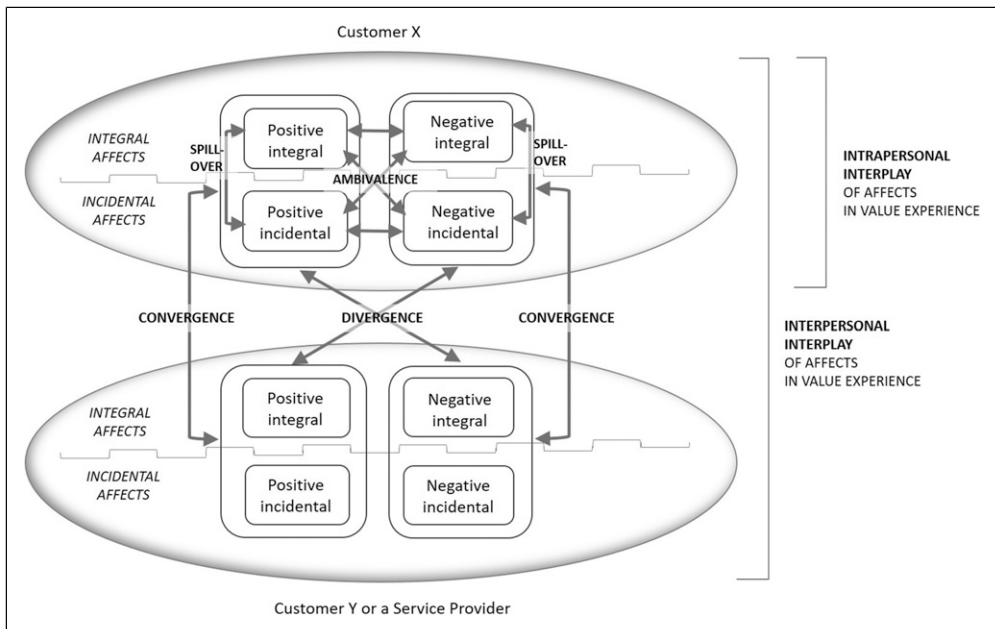 Customer X
INTEGRAL
AFFECTS
SPILL-
OVER
Positive
integral
Negative
integral
SPILL-
OVER
AMBIVALENCE
INCIDENTAL
AFFECTS
Positive
incidental
Negative
incidental
INTRAPERSONAL
INTERPLAY
OF AFFECTS
IN VALUE EXPERIENCE
CONVERGENCE
DIVERGENCE
CONVERGENCE
INTERPERSONAL
INTERPLAY
OF AFFECTS
IN VALUE EXPERIENCE
INTEGRAL
AFFECTS
Positive
integral
Negative
integral
INCIDENTAL
AFFECTS
Positive
incidental
Negative
incidental
Customer Y or a Service Provider